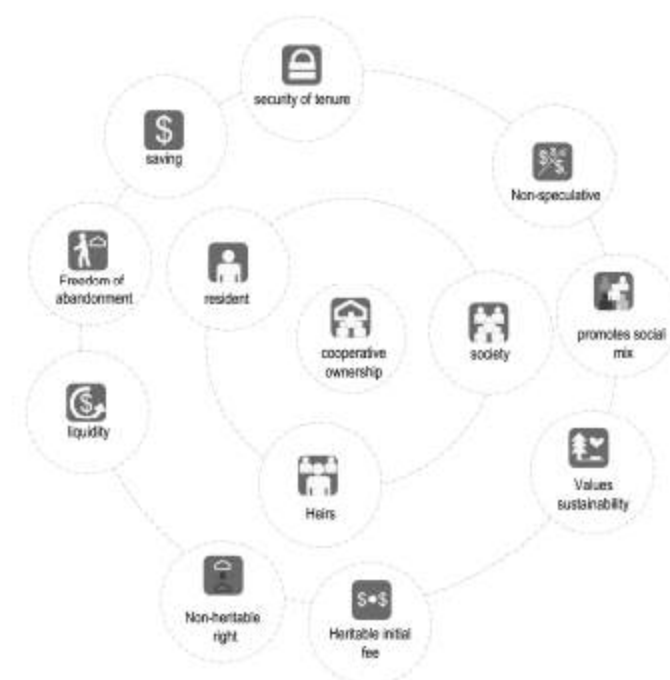 security of tenure
$
saving
Non-speculative
Freedom of
abandonment
resident
promotes social
mix
cooperative
ownership
society
$
liquidity
Values
sustainability
Heirs
Non-heritable
right
$●$
Heritable initial
fee